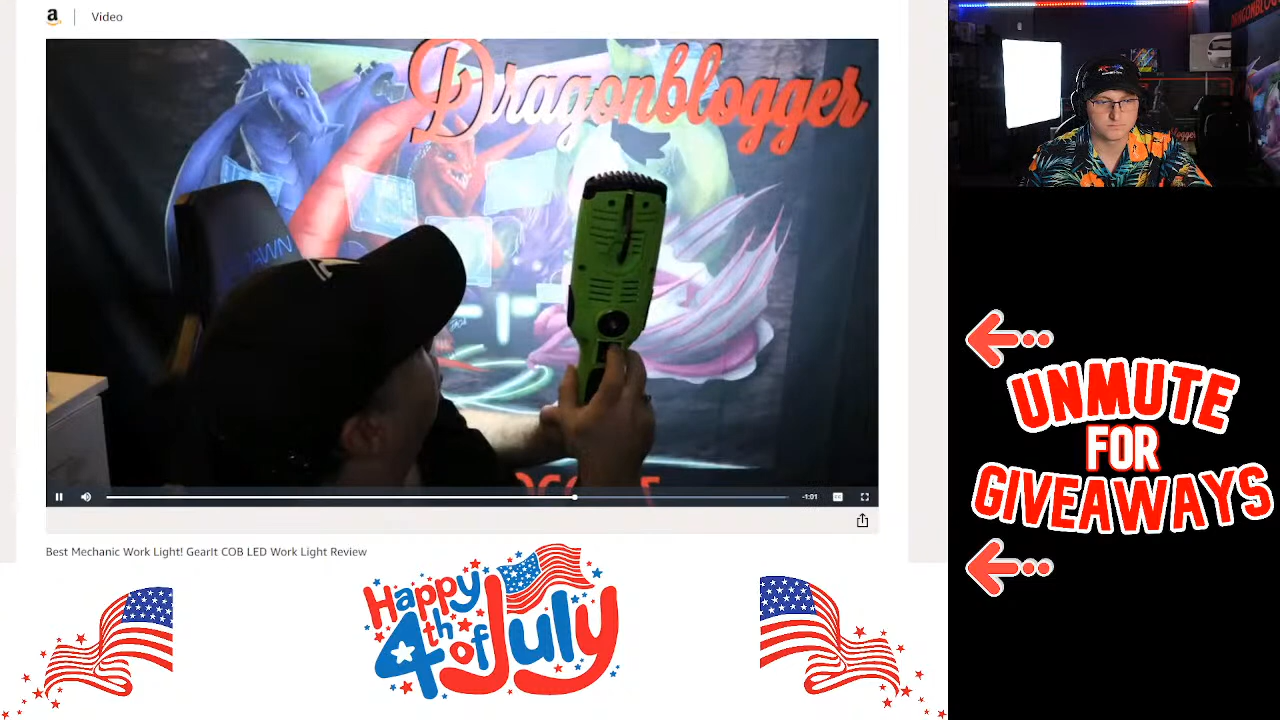 a Video
Dragonblogger
-1:01
Best Mechanic Work Light! GearIt COB LED Work Light Review
Happy
4th of July
UNMUTE
FOR
GIVEAWAYS